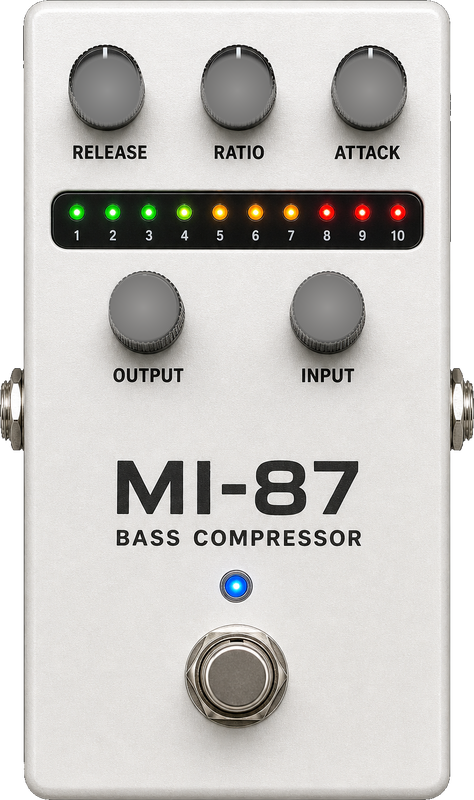 RELEASE RATIO ATTACK
1 2 3 4 5 6 7 8 9 10
OUTPUT INPUT
MI-87
BASS COMPRESSOR